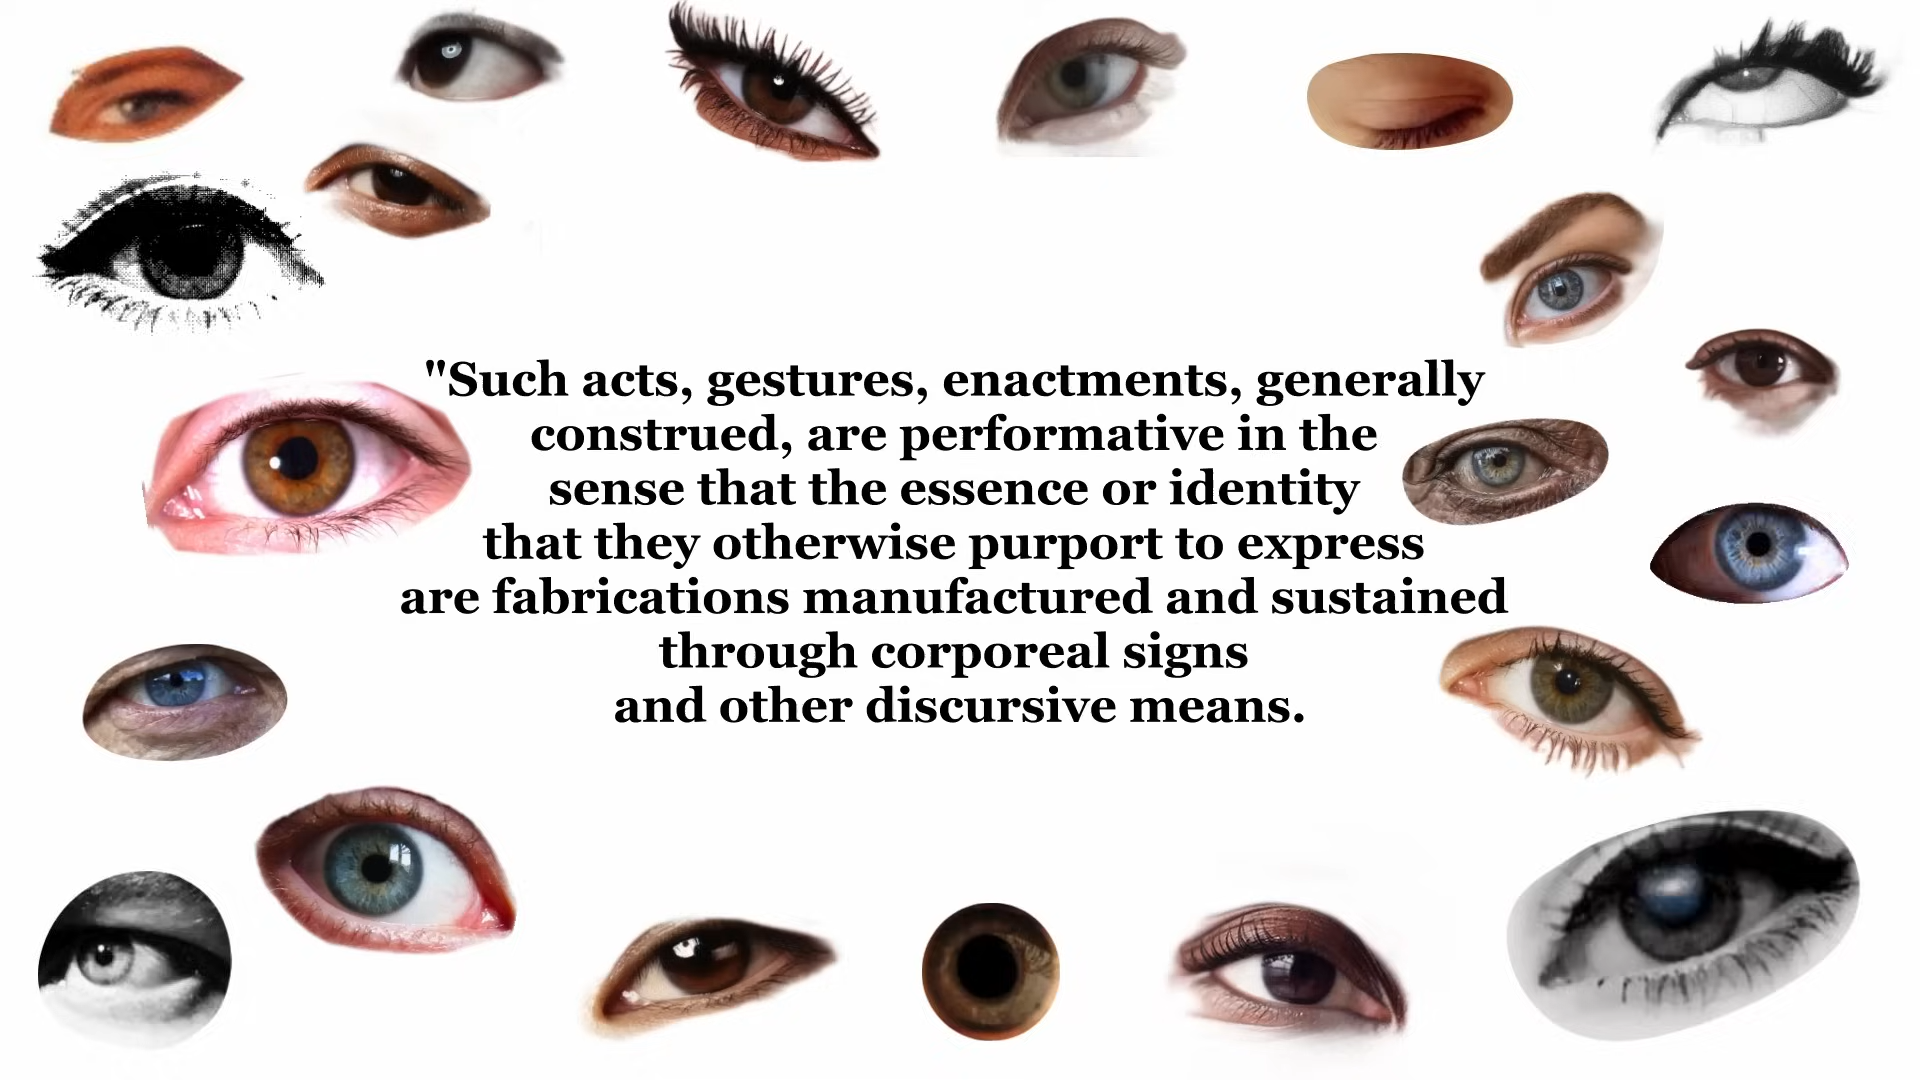 "Such acts, gestures, enactments, generally
construed, are performative in the
sense that the essence or identity
that they otherwise purport to express
are fabrications manufactured and sustained
through corporeal signs
and other discursive means.